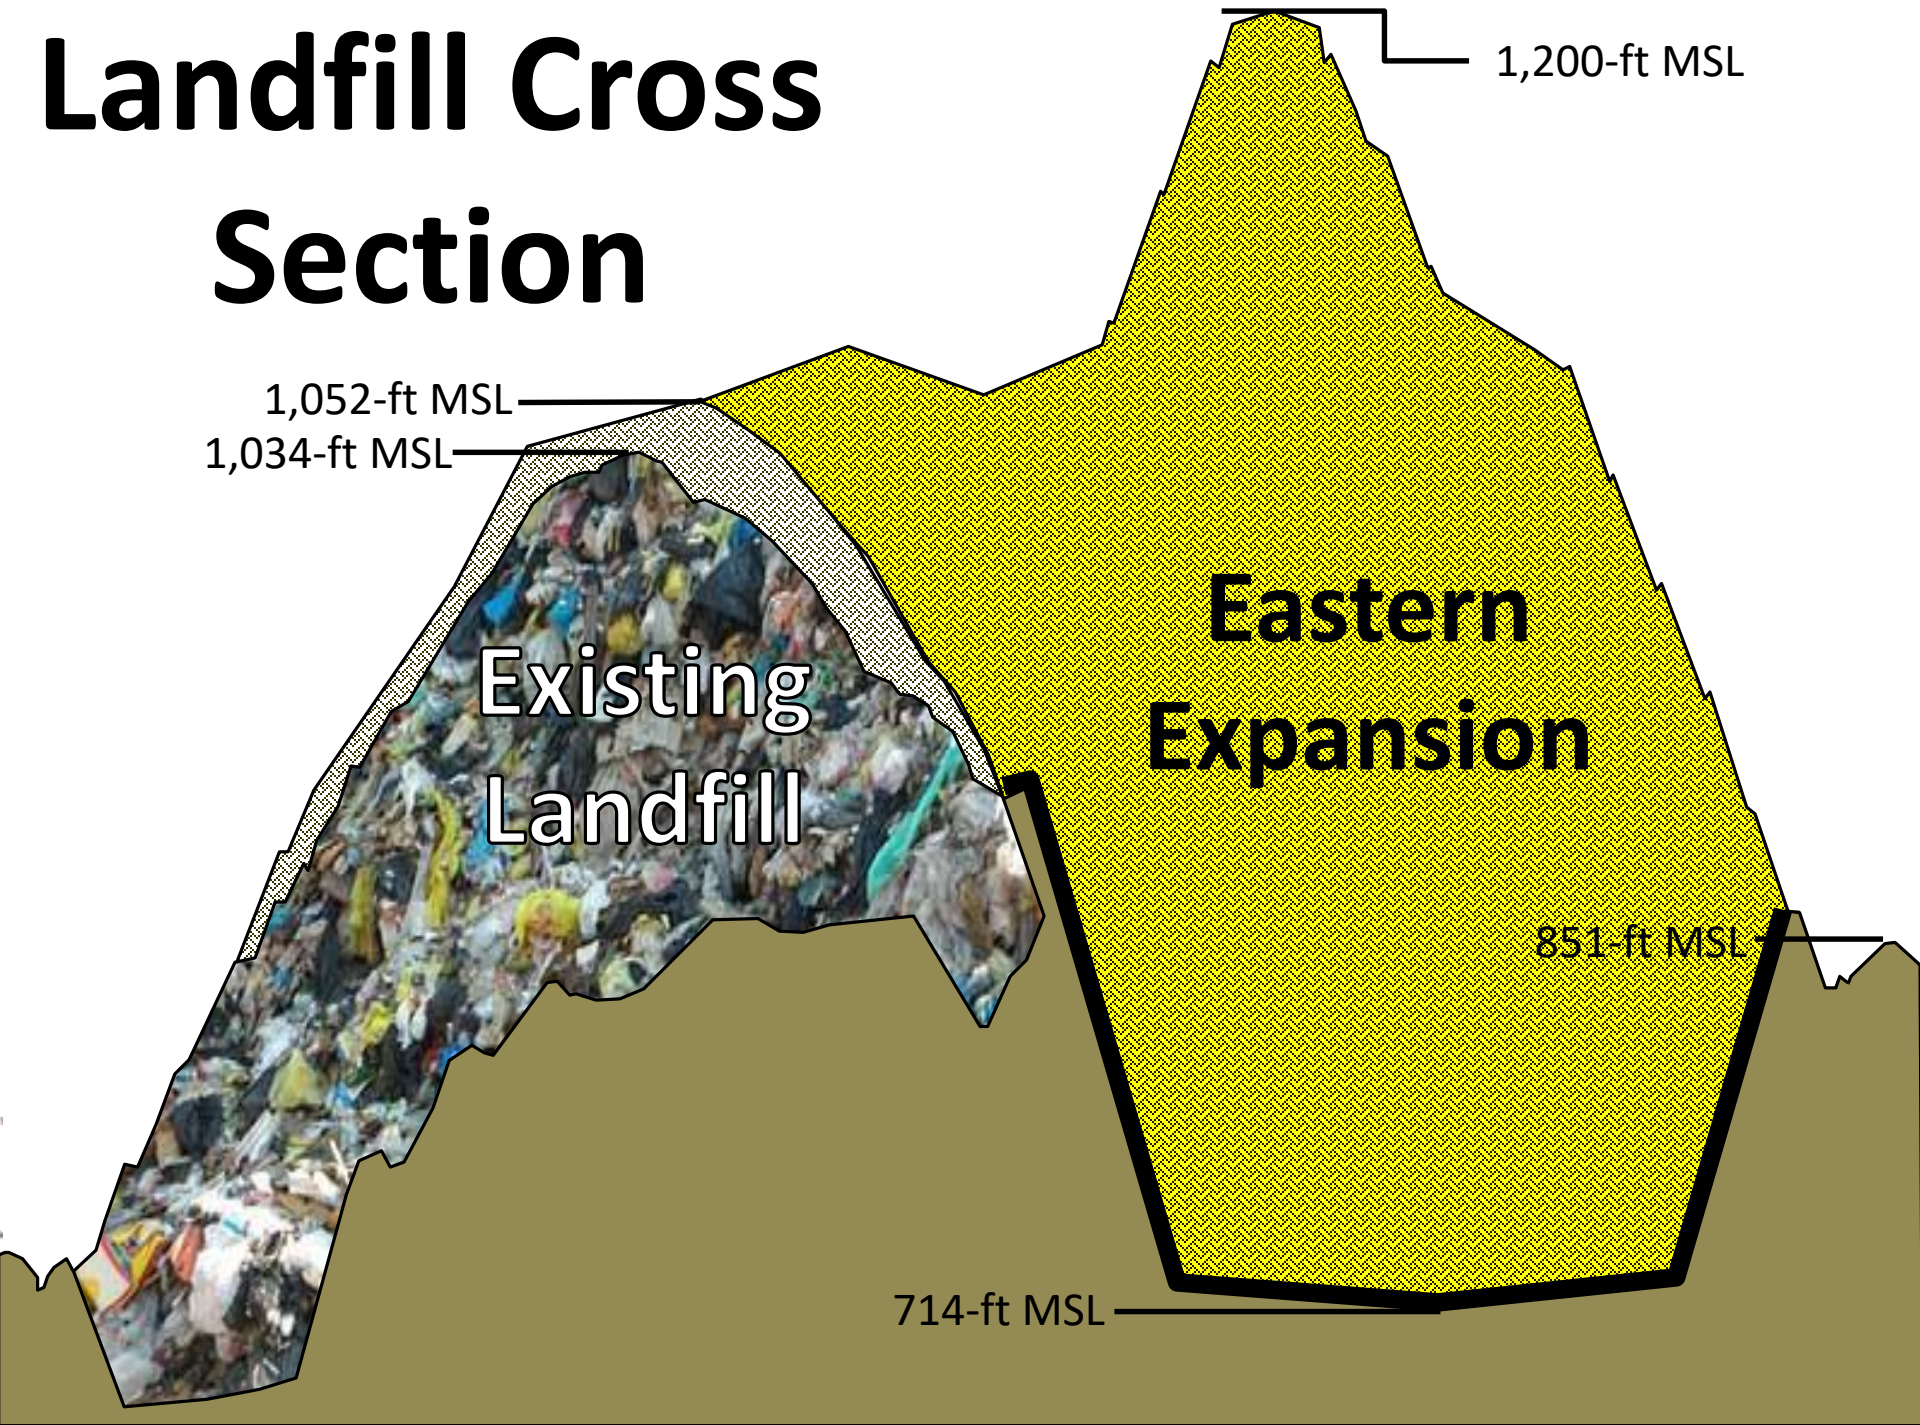 Landfill Cross
Section
1,200-ft MSL
1,052-ft MSL
1,034-ft MSL
Existing
Landfill
Eastern
Expansion
851-ft MSL
714-ft MSL